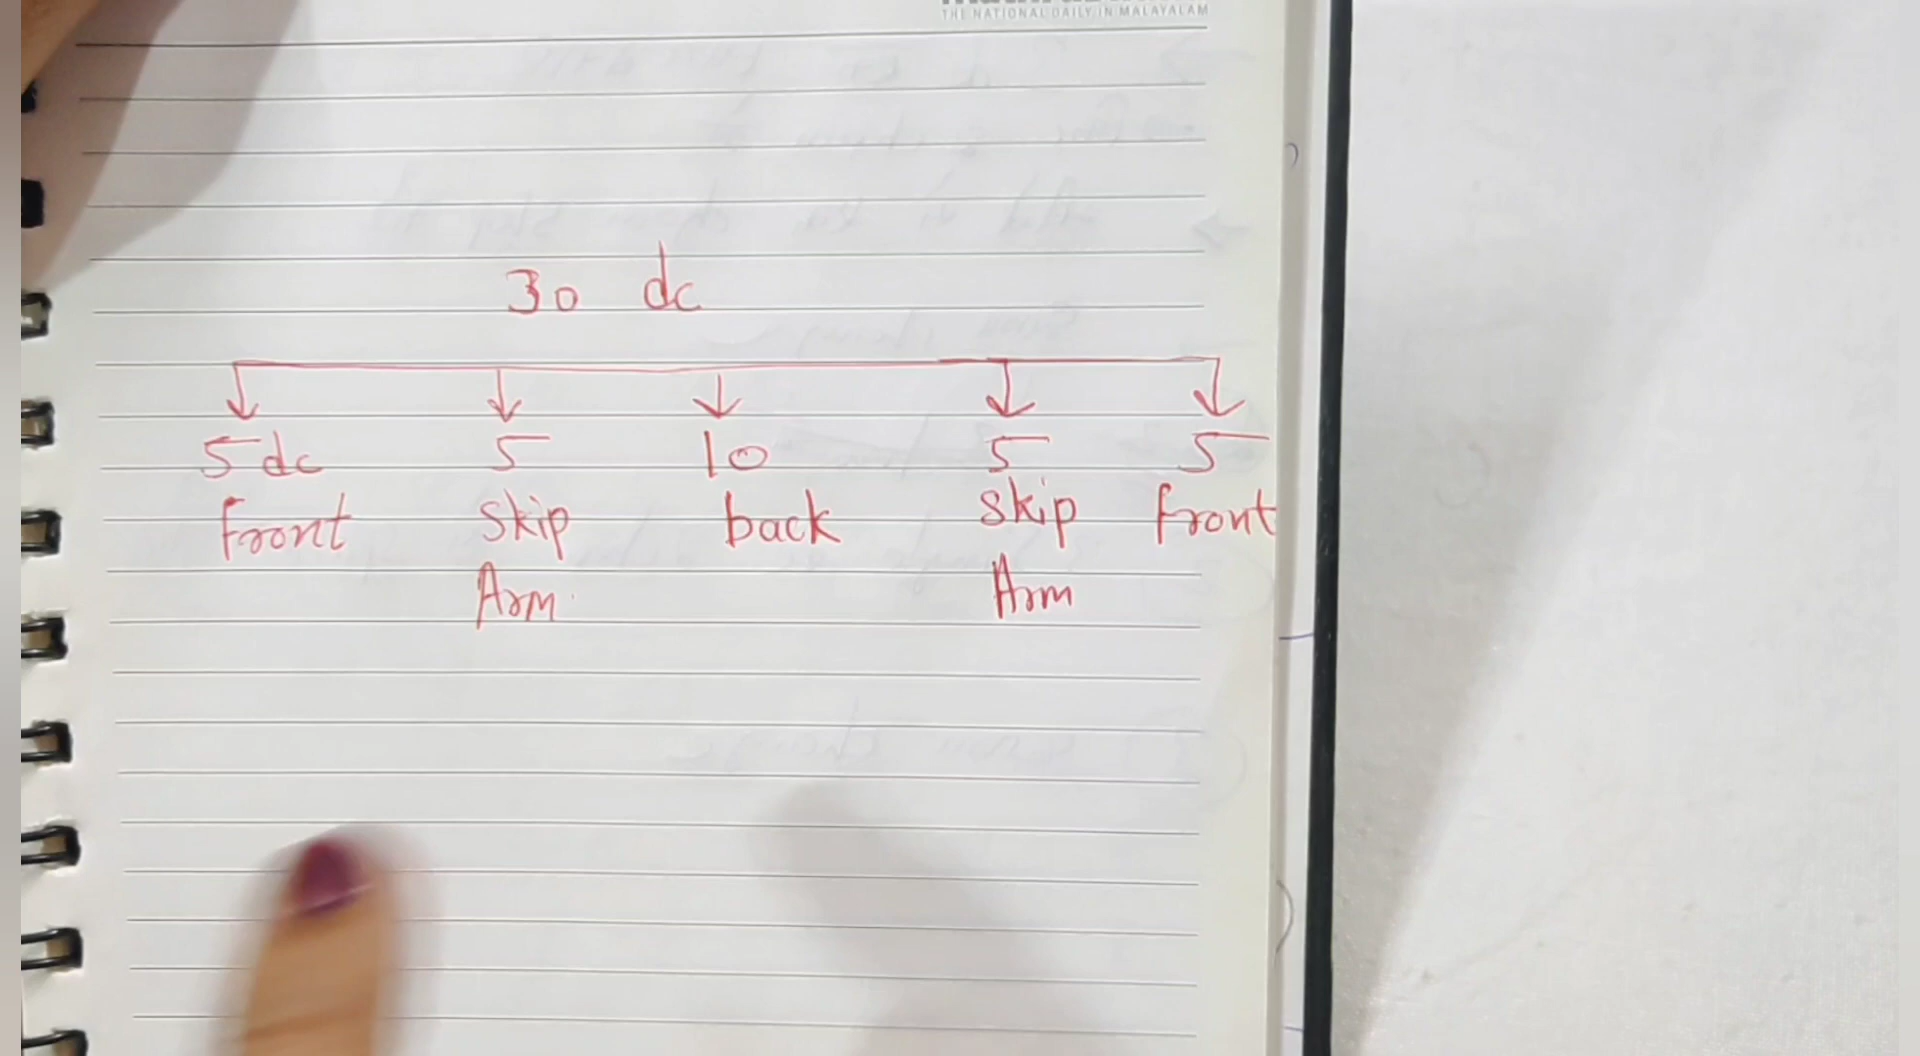 THE NATIONAL DAILY IN MALAYALAM
30 dc
5 dc 5 10 5 5
front skip back skip front
Arm Arm